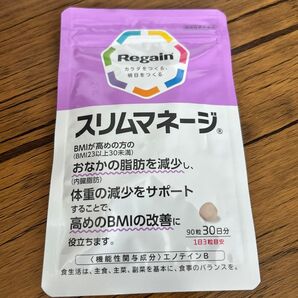 Regain®
カラダをつくる、
明日をつくる
スリムマネージ®
BMIが高めの方の
(BMI23以上30未満)
おなかの脂肪を減少し、
(内臓脂肪)
体重の減少をサポート
することで、
高めのBMIの改善に
役立ちます。
90粒 30日分
1日3粒目安
〈機能性関与成分〉エノテインB
食生活は、主食、主菜、副菜を基本に、食事のバランスを。